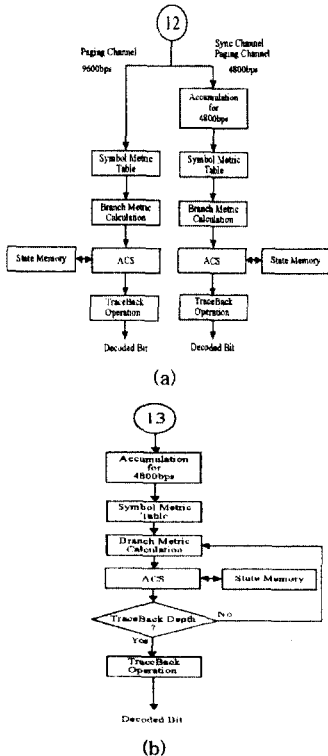 12
Paging Channel
9600bps
Sync Channel
Paging Channel
4800bps
Accumulation
for
4800bps
Symbol Metric
Table
Symbol Metric
Table
Branch Metric
Calculation
Branch Metric
Calculation
State Memory
ACS
ACS
State Memory
TraceBack
Operation
TraceBack
Operation
Decoded Bit
Decoded Bit
(a)
13
Accumulation
for
4800bps
Symbol Metric
Table
Branch Metric
Calculation
ACS
State Memory
TraceBack Depth
?
No
Yes
TraceBack
Operation
Decoded Bit
(b)